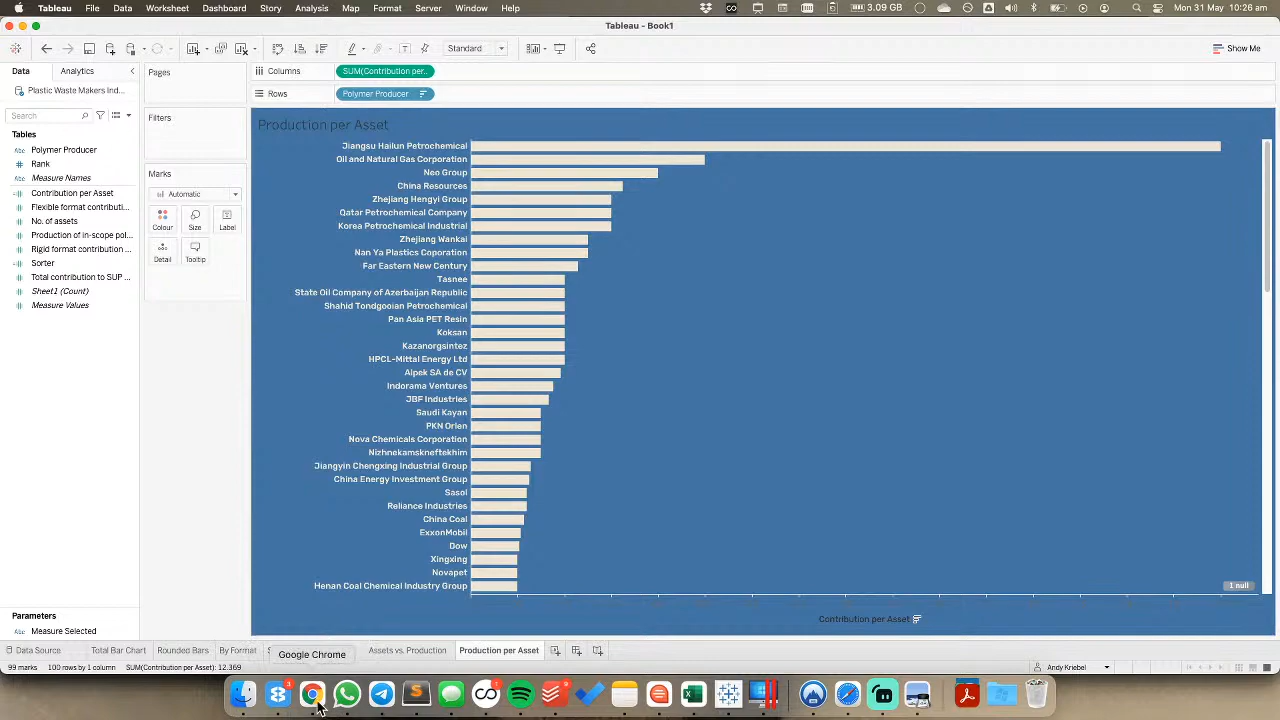 Tableau File Data Worksheet Dashboard Story Analysis Map Format Server Window Help 3.09 GB Mon 31 May 10:26 am
Tableau - Book1
Standard Show Me
Data Analytics Pages Columns SUM(Contribution per..
Plastic Waste Makers Ind... Rows Polymer Producer
Search
Filters
Tables
Polymer Producer
Rank
Measure Names
Contribution per Asset
Flexible format contributi...
No. of assets
Production of in-scope pol...
Rigid format contribution ...
Sorter
Total contribution to SUP ...
Sheet1 (Count)
Measure Values
Marks
Automatic
Colour Size Label
Detail Tooltip
Production per Asset
Jiangsu Hailun Petrochemical
Oil and Natural Gas Corporation
Neo Group
China Resources
Zhejiang Hengyi Group
Qatar Petrochemical Company
Korea Petrochemical Industrial
Zhejiang Wankai
Nan Ya Plastics Coporation
Far Eastern New Century
Tasnee
State Oil Company of Azerbaijan Republic
Shahid Tondgooian Petrochemical
Pan Asia PET Resin
Koksan
Kazanorgsintez
HPCL-Mittal Energy Ltd
Alpek SA de CV
Indorama Ventures
JBF Industries
Saudi Kayan
PKN Orlen
Nova Chemicals Corporation
Nizhnekamskneftekhim
Jiangyin Chengxing Industrial Group
China Energy Investment Group
Sasol
Reliance Industries
China Coal
ExxonMobil
Dow
Xingxing
Novapet
Henan Coal Chemical Industry Group
1 null
Contribution per Asset
Parameters
Measure Selected
Data Source Total Bar Chart Rounded Bars By Format Assets vs. Production Production per Asset
Google Chrome
99 marks 100 rows by 1 column SUM(Contribution per Asset): 12.369 Andy Kriebel